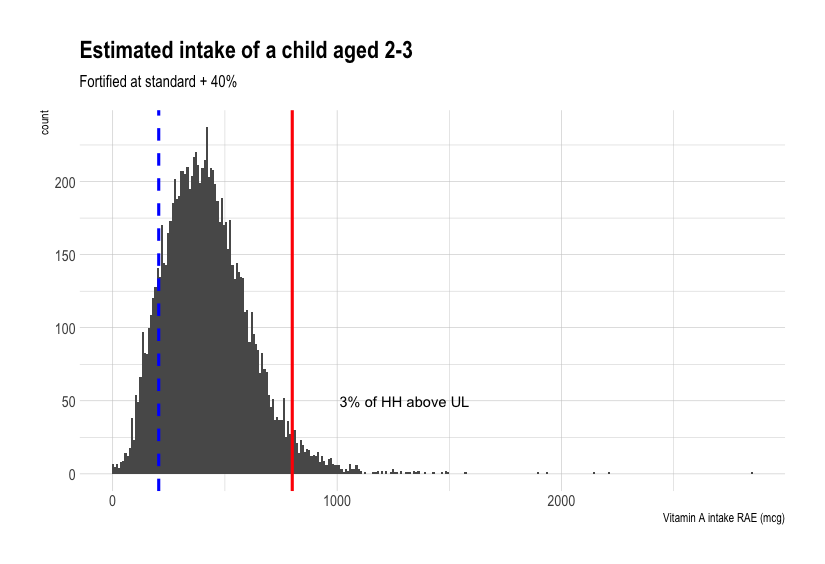 Estimated intake of a child aged 2-3
Fortified at standard + 40%
count
200
150
100
50
0
3% of HH above UL
0
1000
2000
Vitamin A intake RAE (mcg)